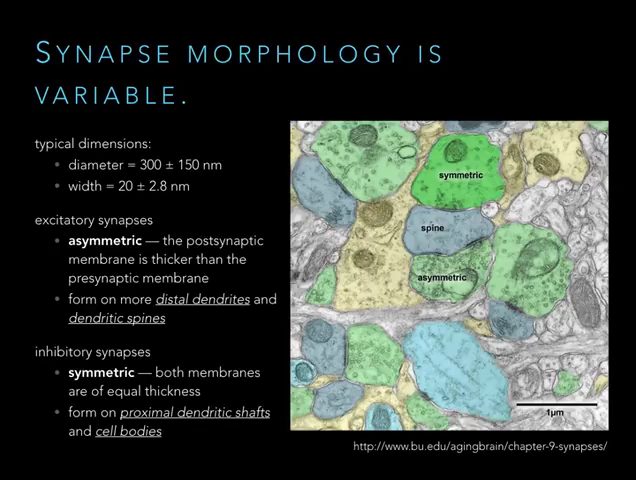 SYNAPSE MORPHOLOGY IS
VARIABLE.
typical dimensions:
• diameter = 300 ± 150 nm
• width = 20 ± 2.8 nm
excitatory synapses
• asymmetric — the postsynaptic
membrane is thicker than the
presynaptic membrane
• form on more distal dendrites and
dendritic spines
inhibitory synapses
• symmetric — both membranes
are of equal thickness
• form on proximal dendritic shafts
and cell bodies
symmetric
spine
asymmetric
1µm
http://www.bu.edu/agingbrain/chapter-9-synapses/